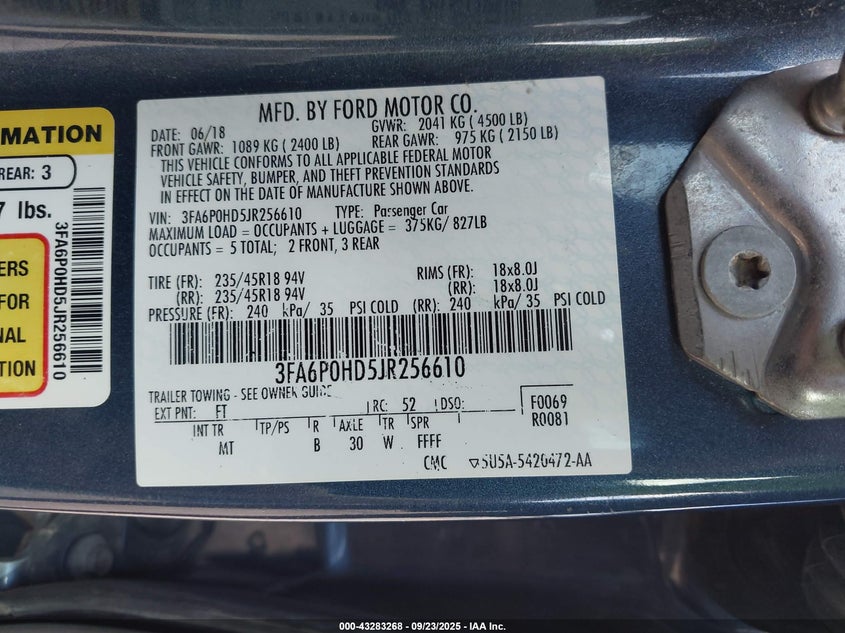 MATION
REAR: 3
7 lbs.
ERS
FOR
NAL
TION
3FA6P0HD5JR256610
MFD. BY FORD MOTOR CO.
DATE: 06/18 GVWR: 2041 KG ( 4500 LB)
FRONT GAWR: 1089 KG ( 2400 LB) REAR GAWR: 975 KG ( 2150 LB)
THIS VEHICLE CONFORMS TO ALL APPLICABLE FEDERAL MOTOR
VEHICLE SAFETY, BUMPER, AND THEFT PREVENTION STANDARDS
IN EFFECT ON THE DATE OF MANUFACTURE SHOWN ABOVE.
VIN: 3FA6P0HD5JR256610 TYPE: Passenger Car
MAXIMUM LOAD = OCCUPANTS + LUGGAGE = 375KG/ 827LB
OCCUPANTS = 5 TOTAL; 2 FRONT, 3 REAR
TIRE (FR): 235/45R18 94V RIMS (FR): 18x8.0J
(RR): 235/45R18 94V (RR): 18x8.0J
PRESSURE (FR): 240 kPa/ 35 PSI COLD (RR): 240 kPa/ 35 PSI COLD
3FA6P0HD5JR256610
TRAILER TOWING - SEE OWNER GUIDE
EXT PNT: FT RC: 52 DSO: F0069
INT TR TP/PS R AXLE TR SPR R0081
MT B 30 W FFFF
CMC 5U5A-5420472-AA
000-43283268 - 09/23/2025 - IAA Inc.